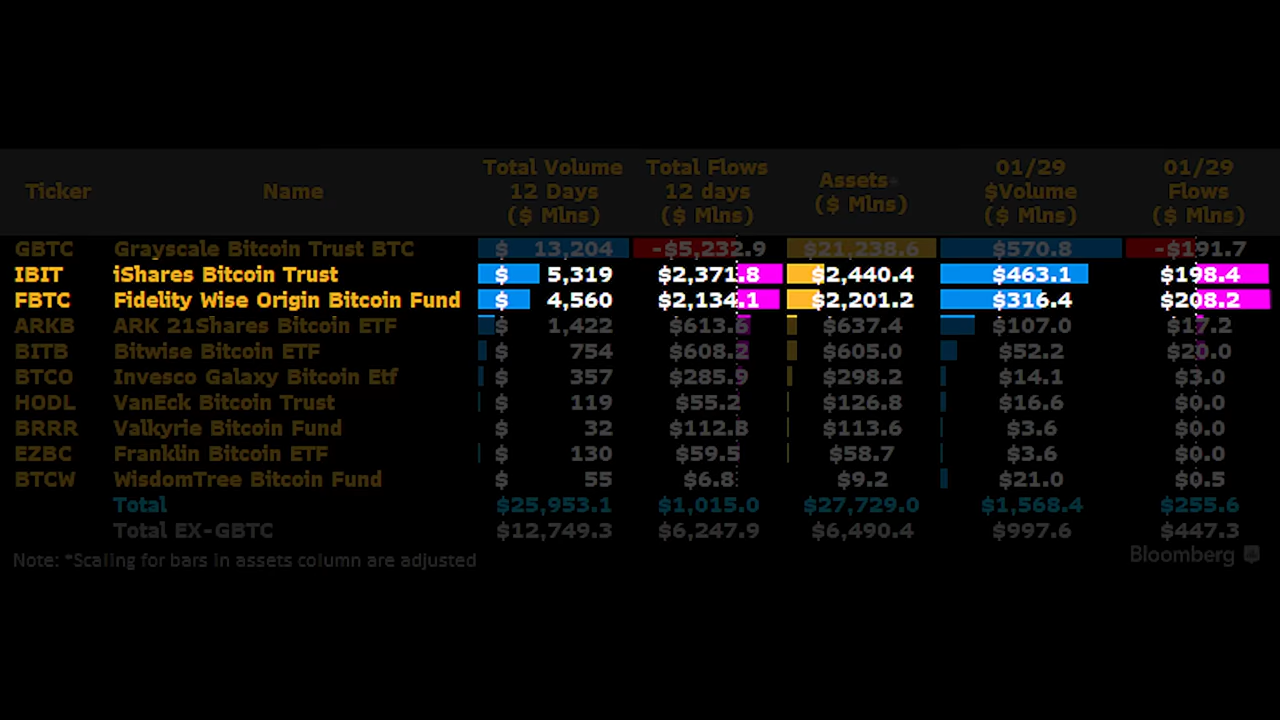 Ticker Name Total Volume 12 Days ($ Mlns) Total Flows 12 days ($ Mlns) Assets* ($ Mlns) 01/29 $Volume ($ Mlns) 01/29 Flows ($ Mlns)
GBTC Grayscale Bitcoin Trust BTC $ 13,204 -$5,232.9 $21,238.6 $570.8 -$191.7
IBIT iShares Bitcoin Trust $ 5,319 $2,371.8 $2,440.4 $463.1 $198.4
FBTC Fidelity Wise Origin Bitcoin Fund $ 4,560 $2,134.1 $2,201.2 $316.4 $208.2
ARKB ARK 21Shares Bitcoin ETF $ 1,422 $613.6 $637.4 $107.0 $17.2
BITB Bitwise Bitcoin ETF $ 754 $608.2 $605.0 $52.2 $20.0
BTCO Invesco Galaxy Bitcoin Etf $ 357 $285.9 $298.2 $14.1 $3.0
HODL VanEck Bitcoin Trust $ 119 $55.2 $126.8 $16.6 $0.0
BRRR Valkyrie Bitcoin Fund $ 32 $112.8 $113.6 $3.6 $0.0
EZBC Franklin Bitcoin ETF $ 130 $59.5 $58.7 $3.6 $0.0
BTCW WisdomTree Bitcoin Fund $ 55 $6.8 $9.2 $21.0 $0.5
Total $25,953.1 $1,015.0 $27,729.0 $1,568.4 $255.6
Total EX-GBTC $12,749.3 $6,247.9 $6,490.4 $997.6 $447.3
Note: *Scaling for bars in assets column are adjusted
Bloomberg